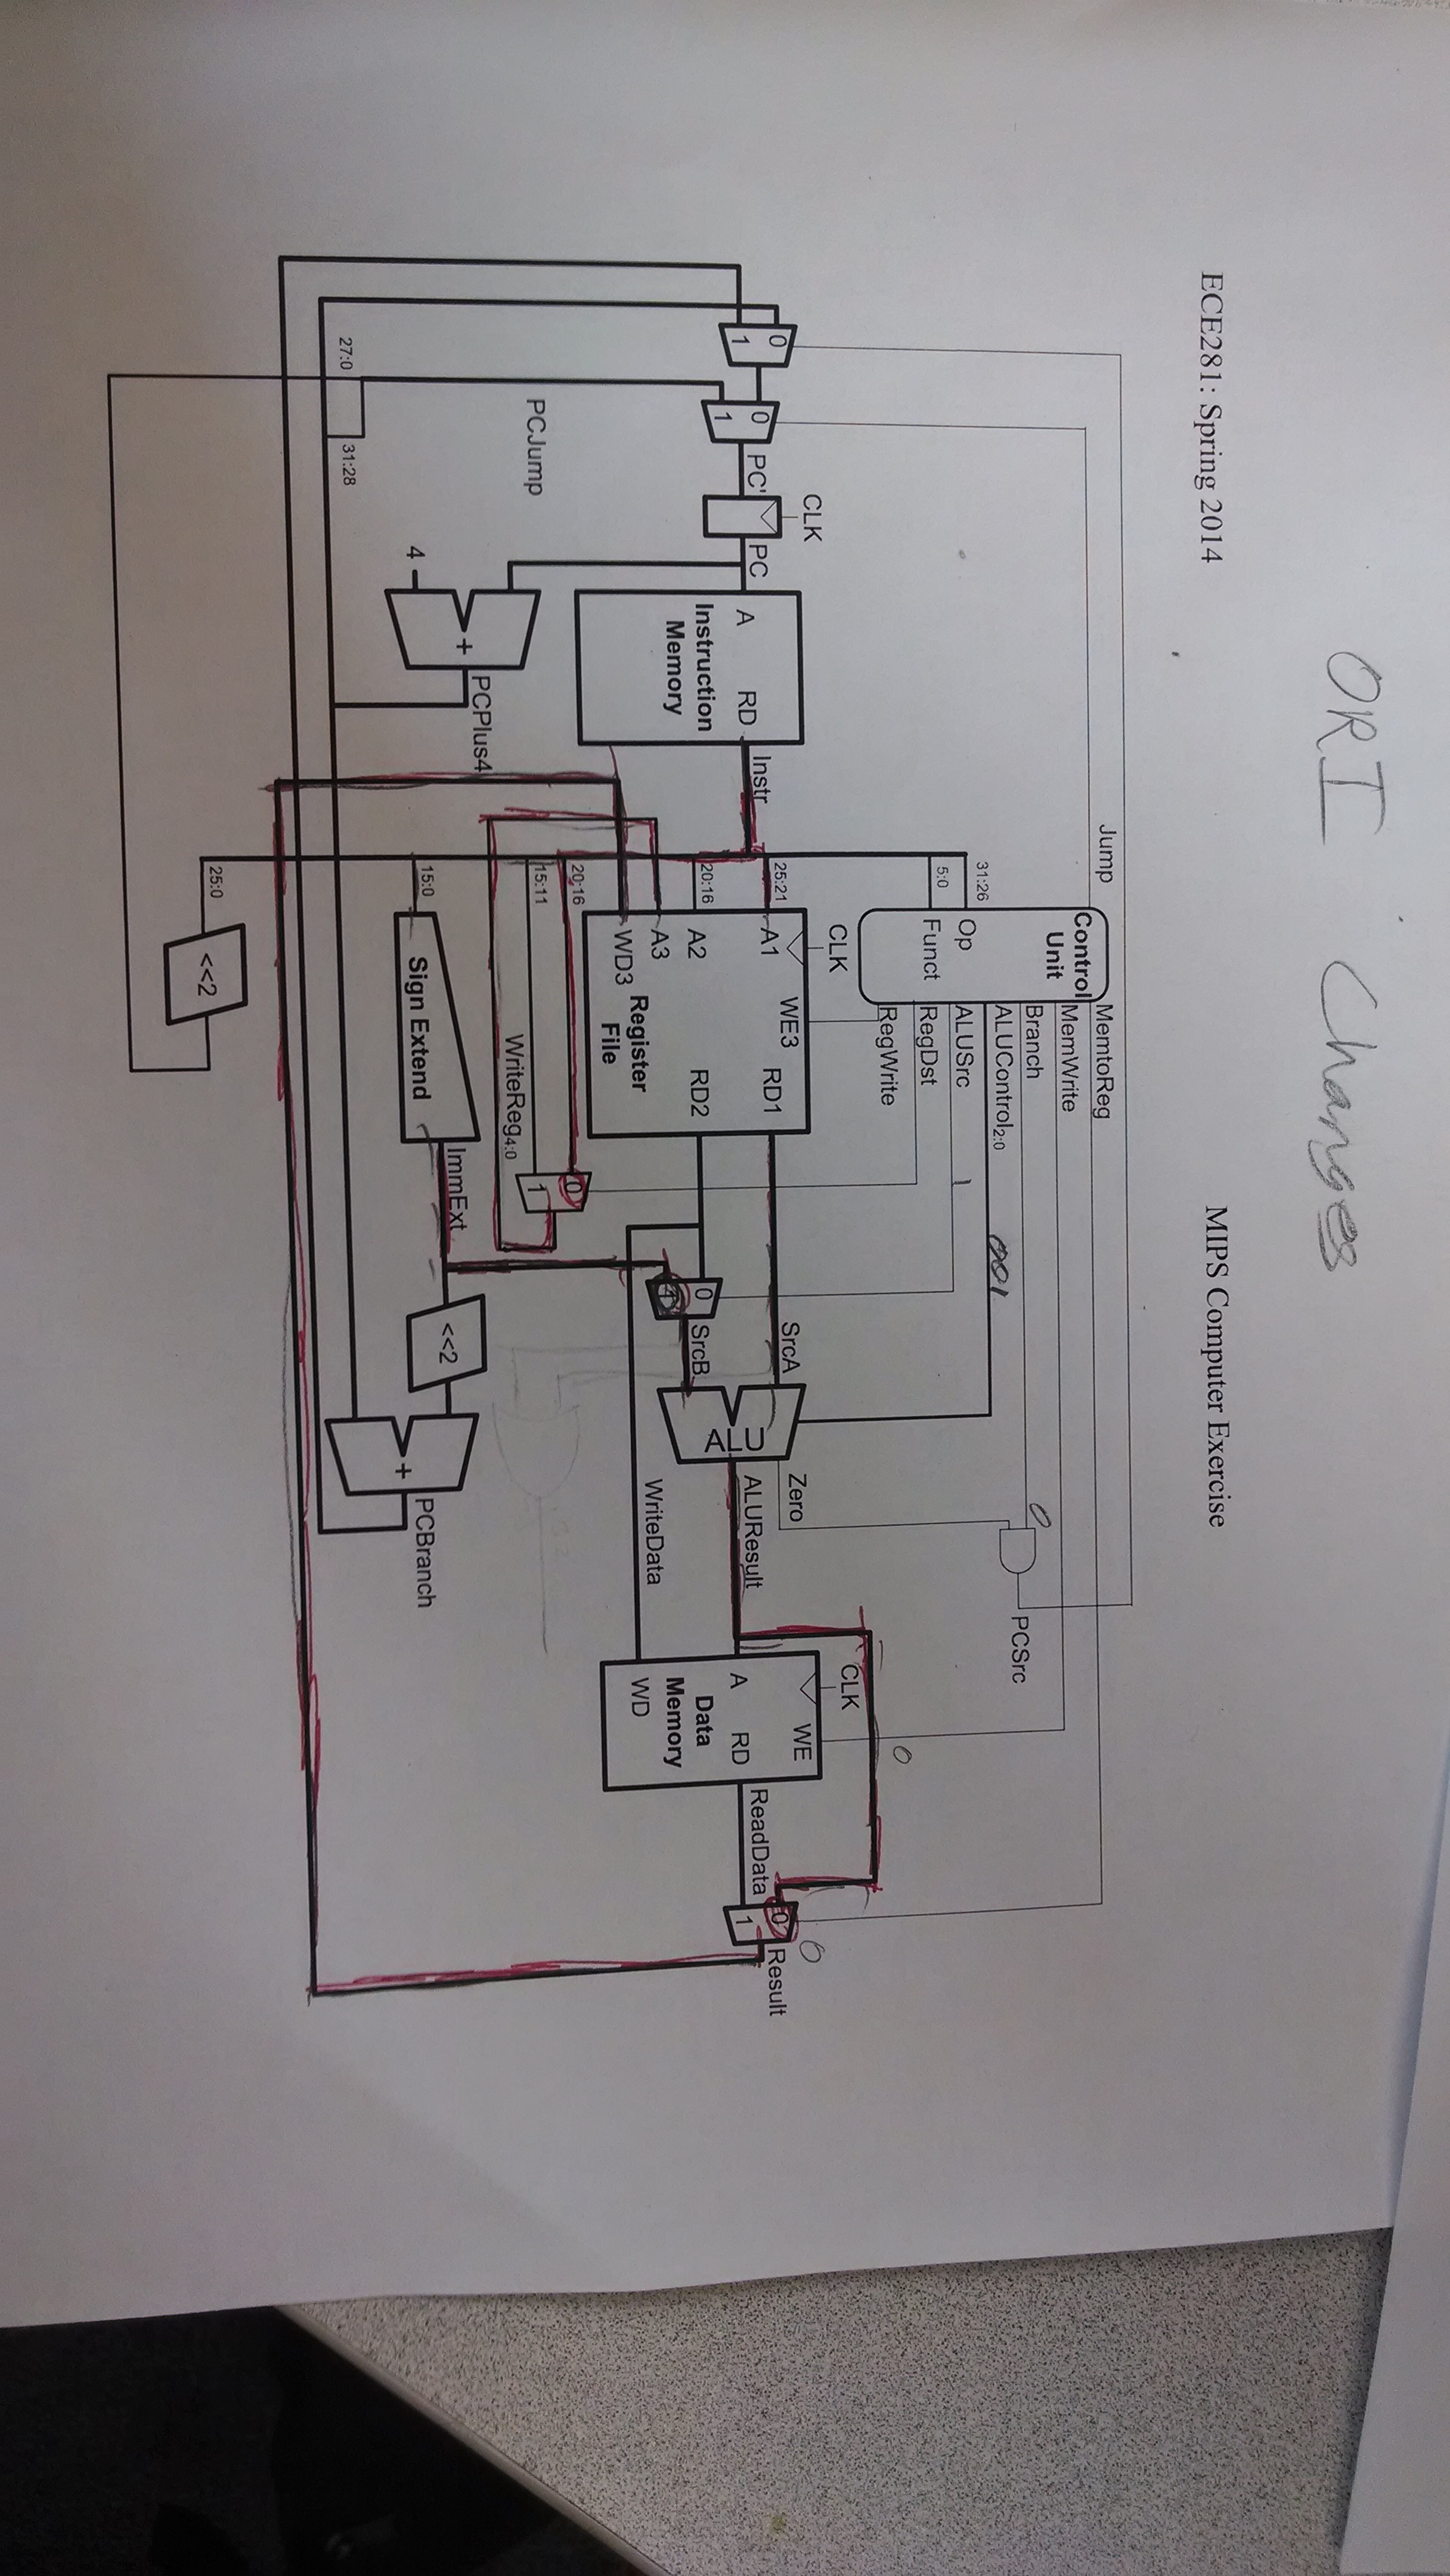 ORI Changes
ECE281: Spring 2014
MIPS Computer Exercise
Jump
MemtoReg
Control
Unit
MemWrite
Branch
ALUControl2:0
ALUSrc
RegDst
RegWrite
31:26
Op
5:0
Funct
1
001
0
PCSrc
CLK
CLK
CLK
0
1
0
1
PC'
PC
A
RD
Instruction
Memory
Instr
25:21
20:16
20:16
15:11
15:0
25:0
A1
A2
A3
WD3
WE3
RD1
RD2
Register
File
0
1
SrcA
SrcB
ALU
Zero
ALUResult
WriteData
0
A
RD
WE
Data
Memory
WD
ReadData
0
1
0
Result
PCJump
4
+
PCPlus4
WriteReg4:0
0
1
Sign Extend
ImmExt
<<2
+
PCBranch
27:0
31:28
<<2